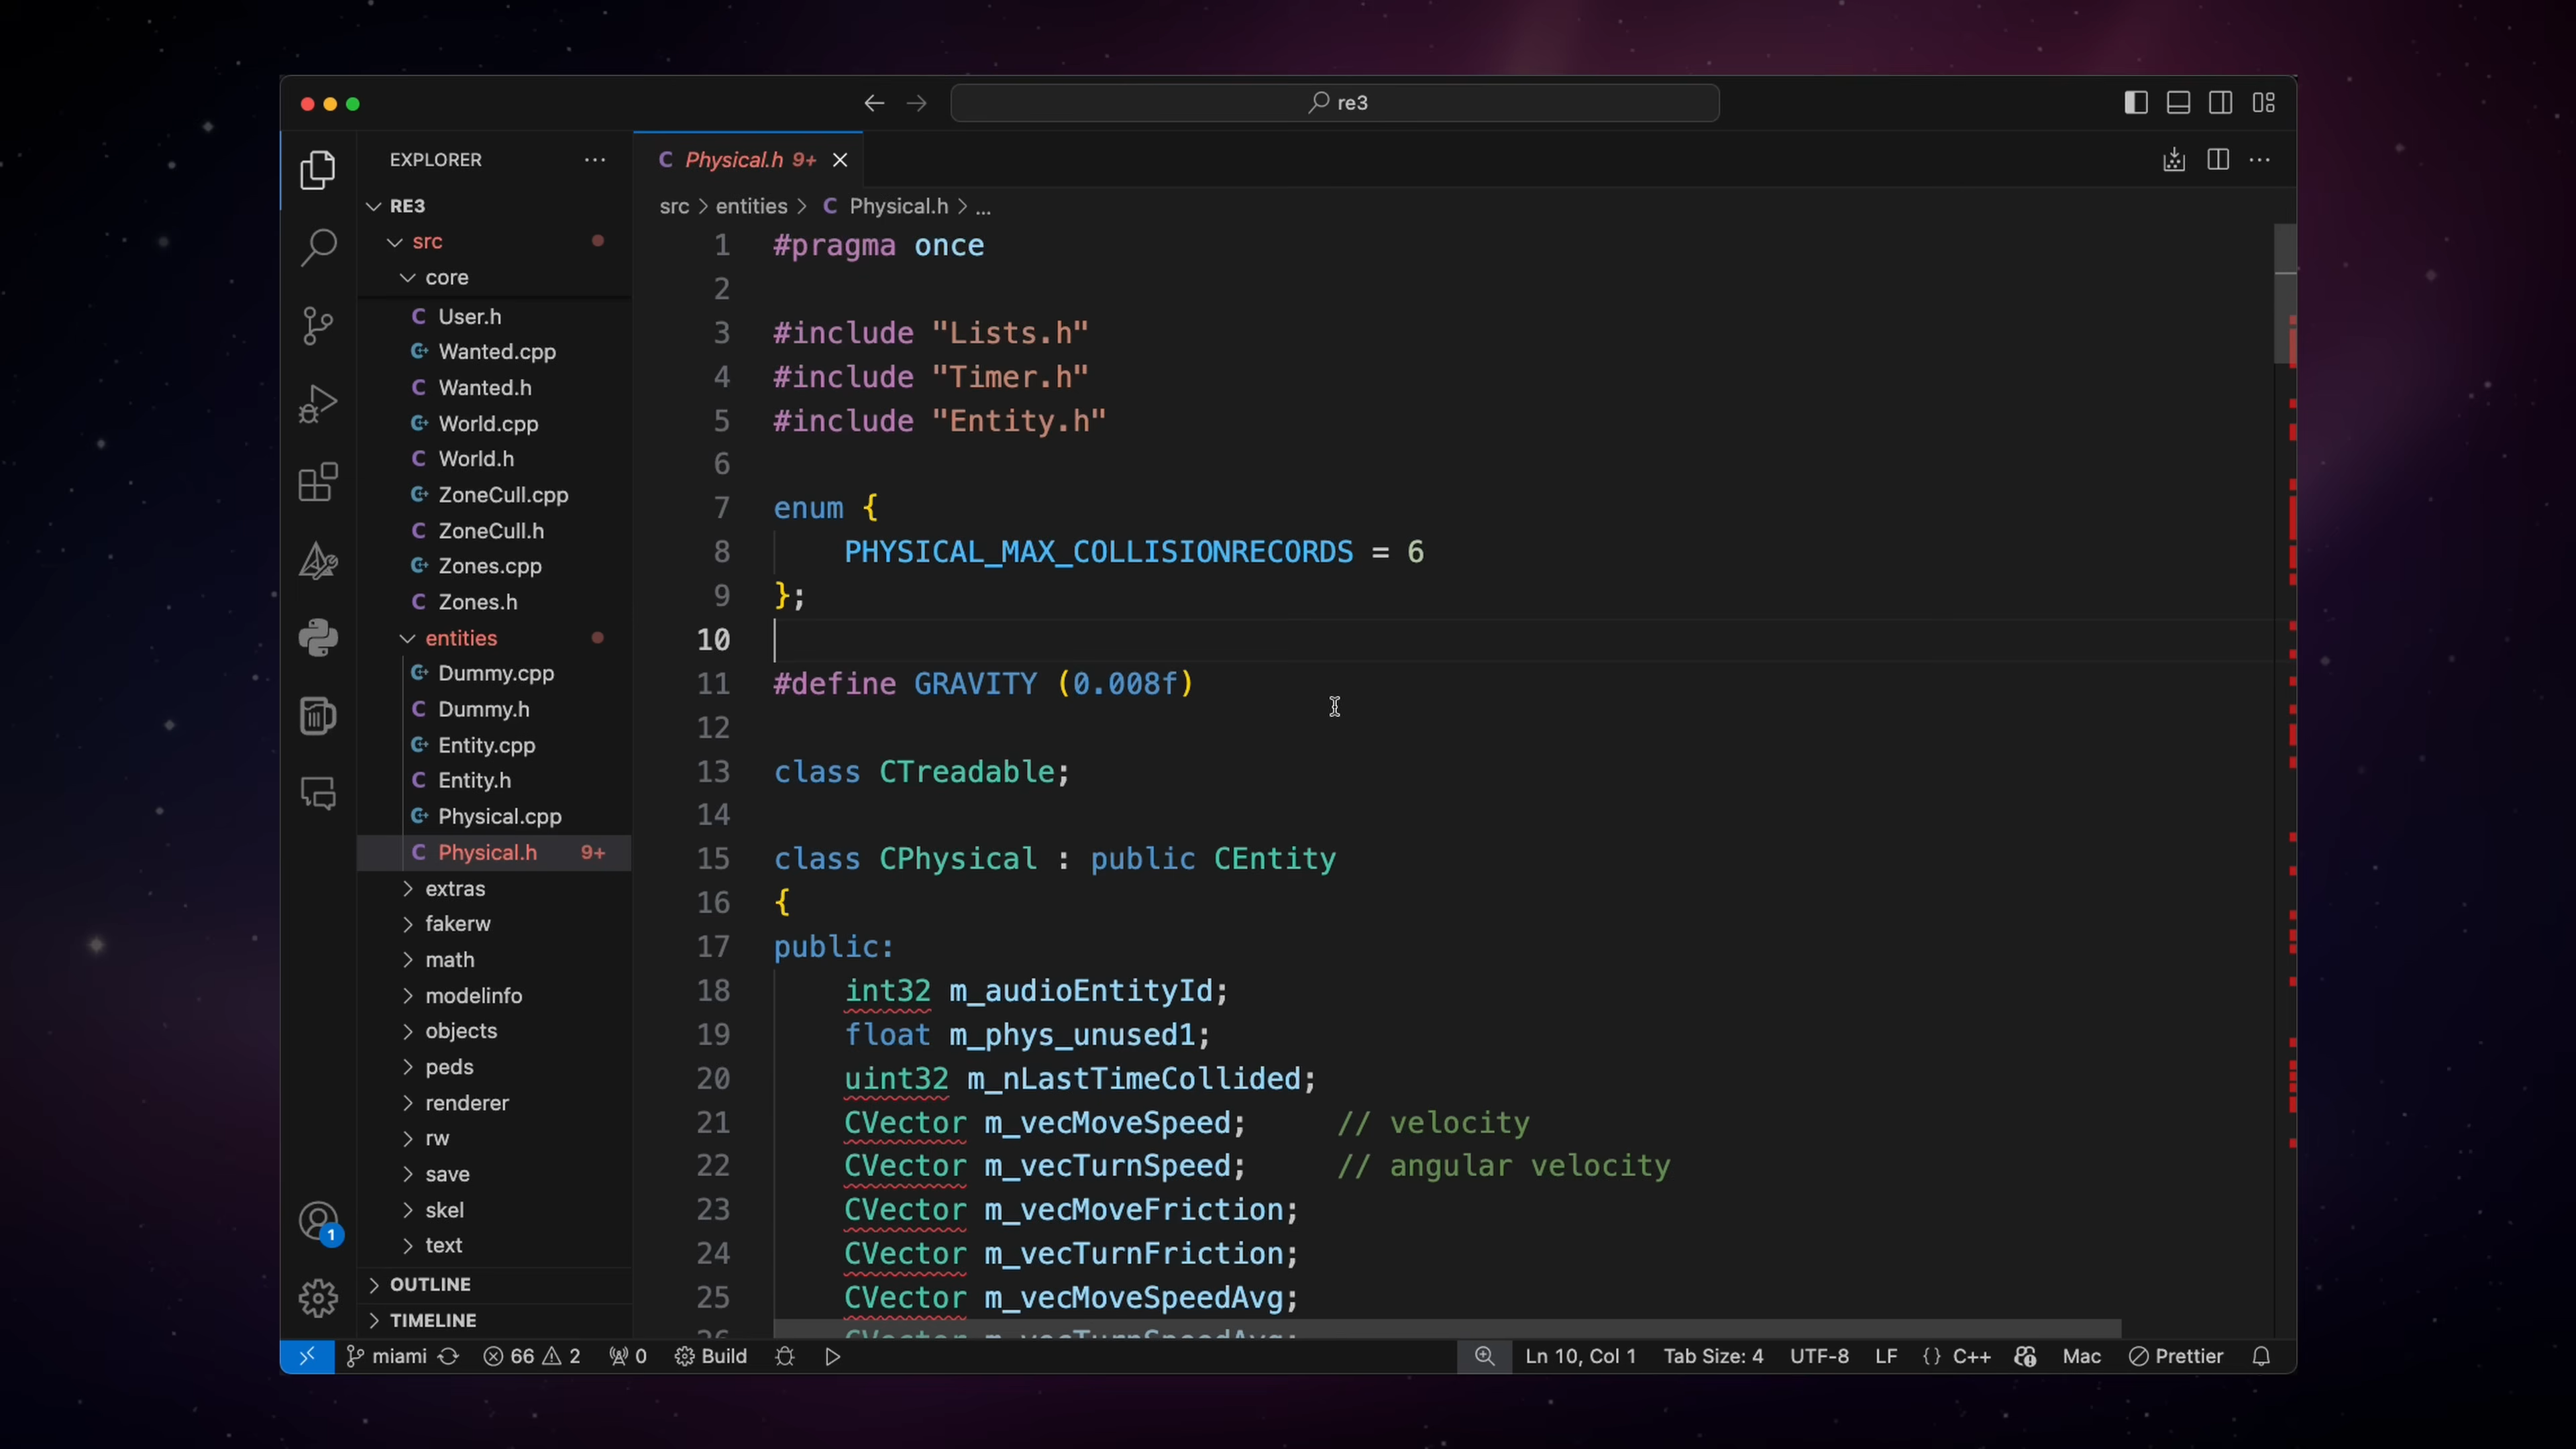 re3
EXPLORER
RE3
src
core
User.h
Wanted.cpp
Wanted.h
World.cpp
World.h
ZoneCull.cpp
ZoneCull.h
Zones.cpp
Zones.h
entities
Dummy.cpp
Dummy.h
Entity.cpp
Entity.h
Physical.cpp
Physical.h 9+
extras
fakerw
math
modelinfo
objects
peds
renderer
rw
save
skel
text
OUTLINE
TIMELINE
1
C Physical.h 9+
src > entities > C Physical.h > ...
1 #pragma once
2
3 #include "Lists.h"
4 #include "Timer.h"
5 #include "Entity.h"
6
7 enum {
8 PHYSICAL_MAX_COLLISIONRECORDS = 6
9 };
10
11 #define GRAVITY (0.008f)
12
13 class CTreadable;
14
15 class CPhysical : public CEntity
16 {
17 public:
18 int32 m_audioEntityId;
19 float m_phys_unused1;
20 uint32 m_nLastTimeCollided;
21 CVector m_vecMoveSpeed; // velocity
22 CVector m_vecTurnSpeed; // angular velocity
23 CVector m_vecMoveFriction;
24 CVector m_vecTurnFriction;
25 CVector m_vecMoveSpeedAvg;
26 CVector m_vecTurnSpeedAvg;
miami 66 2 0 Build Ln 10, Col 1 Tab Size: 4 UTF-8 LF {} C++ Mac Prettier